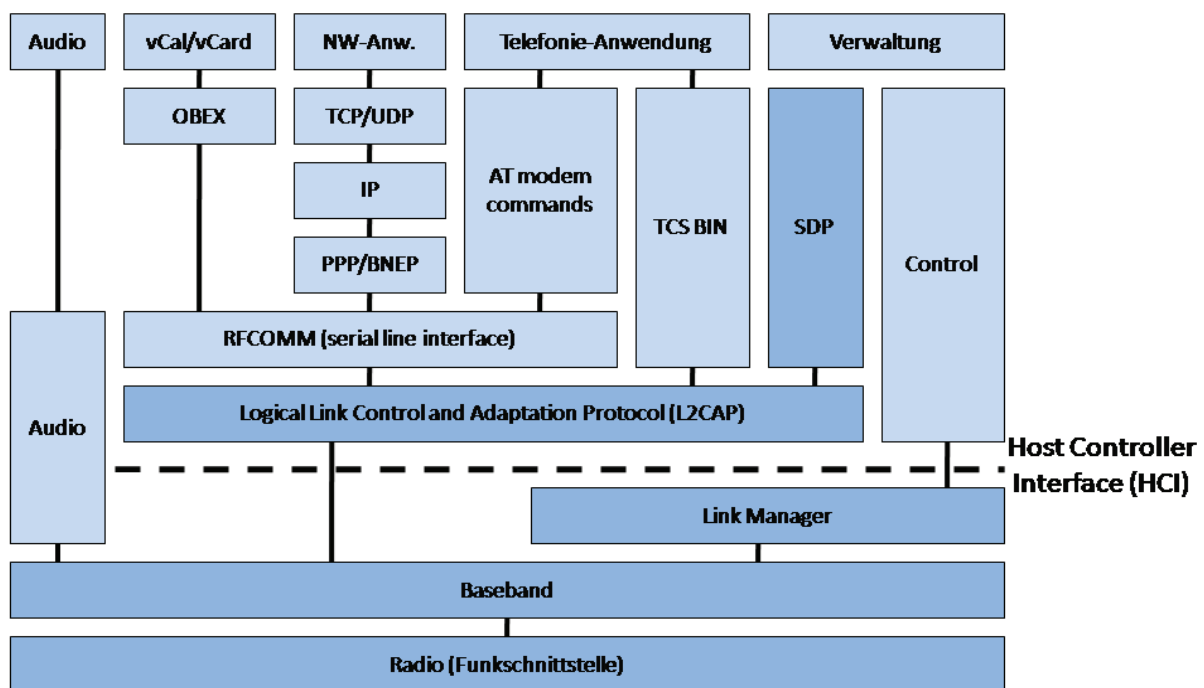 Audio
vCal/vCard
NW-Anw.
Telefonie-Anwendung
Verwaltung
OBEX
TCP/UDP
IP
PPP/BNEP
AT modem
commands
TCS BIN
SDP
Control
RFCOMM (serial line interface)
Logical Link Control and Adaptation Protocol (L2CAP)
Audio
Host Controller
Interface (HCI)
Link Manager
Baseband
Radio (Funkschnittstelle)